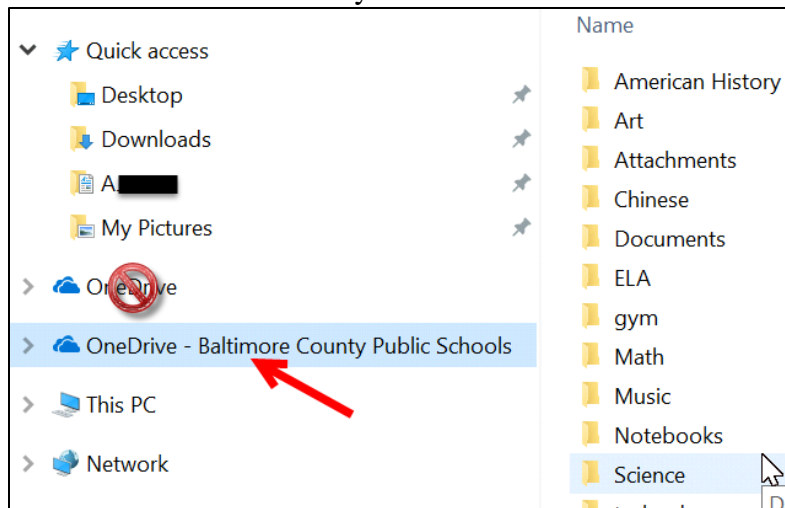 Quick access
Desktop
Downloads
A.
My Pictures
OneDrive
OneDrive - Baltimore County Public Schools
This PC
Network
Name
American History
Art
Attachments
Chinese
Documents
ELA
gym
Math
Music
Notebooks
Science